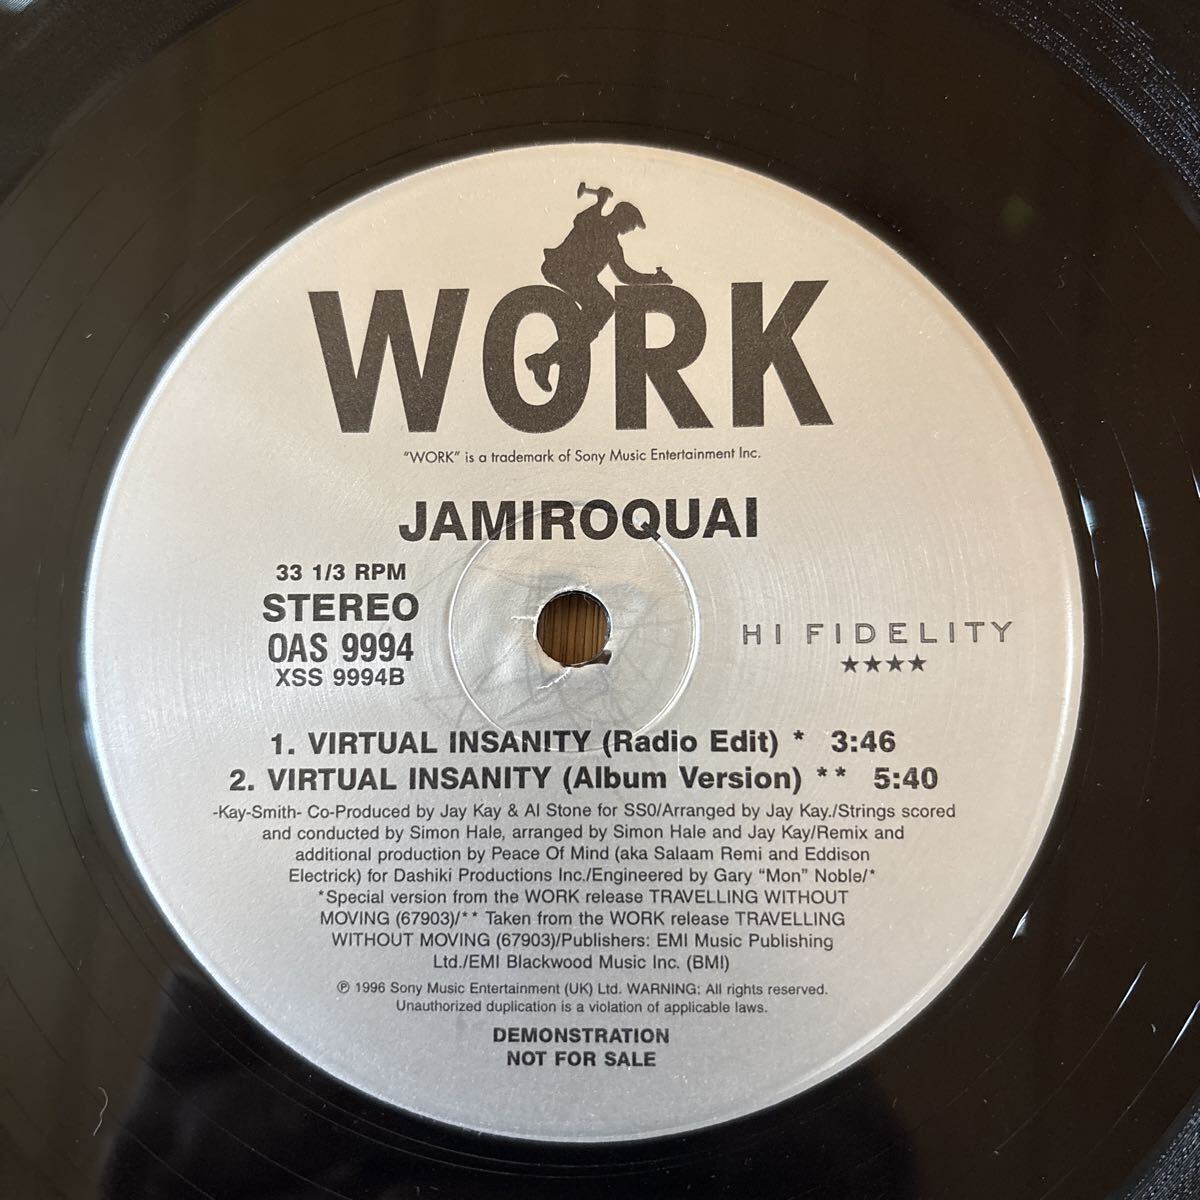 WORK
"WORK" is a trademark of Sony Music Entertainment Inc.
JAMIROQUAI
33 1/3 RPM
STEREO
OAS 9994
XSS 9994B
HI FIDELITY
★★★★
1. VIRTUAL INSANITY (Radio Edit) * 3:46
2. VIRTUAL INSANITY (Album Version) ** 5:40
-Kay-Smith- Co-Produced by Jay Kay & Al Stone for SS0/Arranged by Jay Kay./Strings scored
and conducted by Simon Hale, arranged by Simon Hale and Jay Kay/Remix and
additional production by Peace Of Mind (aka Salaam Remi and Eddison
Electrick) for Dashiki Productions Inc./Engineered by Gary "Mon" Noble/*
*Special version from the WORK release TRAVELLING WITHOUT
MOVING (67903)/** Taken from the WORK release TRAVELLING
WITHOUT MOVING (67903)/Publishers: EMI Music Publishing
Ltd./EMI Blackwood Music Inc. (BMI)
℗ 1996 Sony Music Entertainment (UK) Ltd. WARNING: All rights reserved.
Unauthorized duplication is a violation of applicable laws.
DEMONSTRATION
NOT FOR SALE